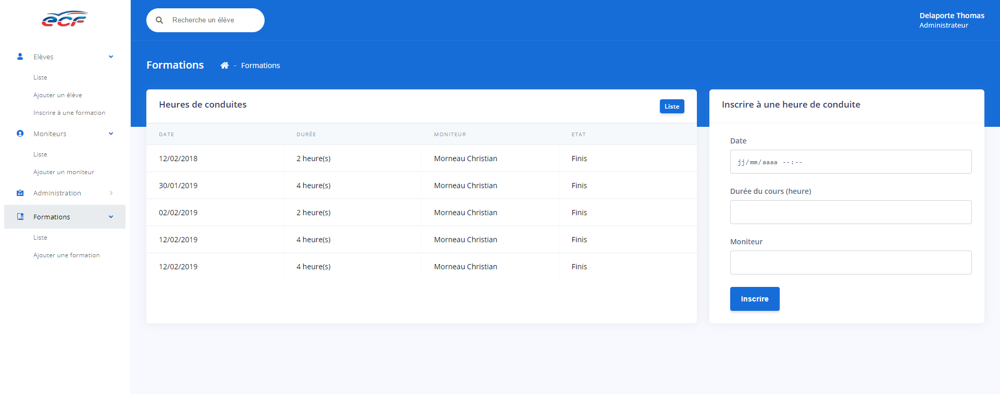 ecf
Recherche un élève
Delaporte Thomas
Administrateur
Elèves
Liste
Ajouter un élève
Inscrire à une formation
Moniteurs
Liste
Ajouter un moniteur
Administration
Formations
Liste
Ajouter une formation
Formations - Formations
Heures de conduites Liste
DATE DURÉE MONITEUR ETAT
12/02/2018 2 heure(s) Morneau Christian Finis
30/01/2019 4 heure(s) Morneau Christian Finis
02/02/2019 2 heure(s) Morneau Christian Finis
12/02/2019 4 heure(s) Morneau Christian Finis
12/02/2019 4 heure(s) Morneau Christian Finis
Inscrire à une heure de conduite
Date
jj/mm/aaaa --:--
Durée du cours (heure)
Moniteur
Inscrire